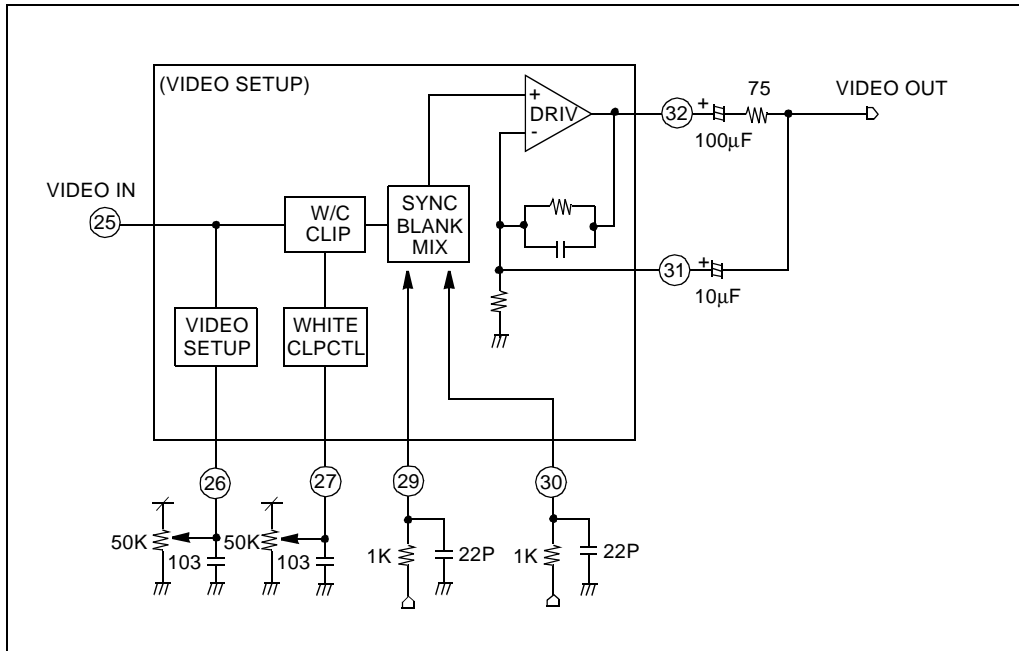 (VIDEO SETUP)
+
DRIV
-
32
+
100µF
75
VIDEO OUT
VIDEO IN
25
W/C
CLIP
SYNC
BLANK
MIX
31
+
10µF
VIDEO
SETUP
WHITE
CLPCTL
26
27
29
30
50K
103
50K
103
1K
22P
1K
22P